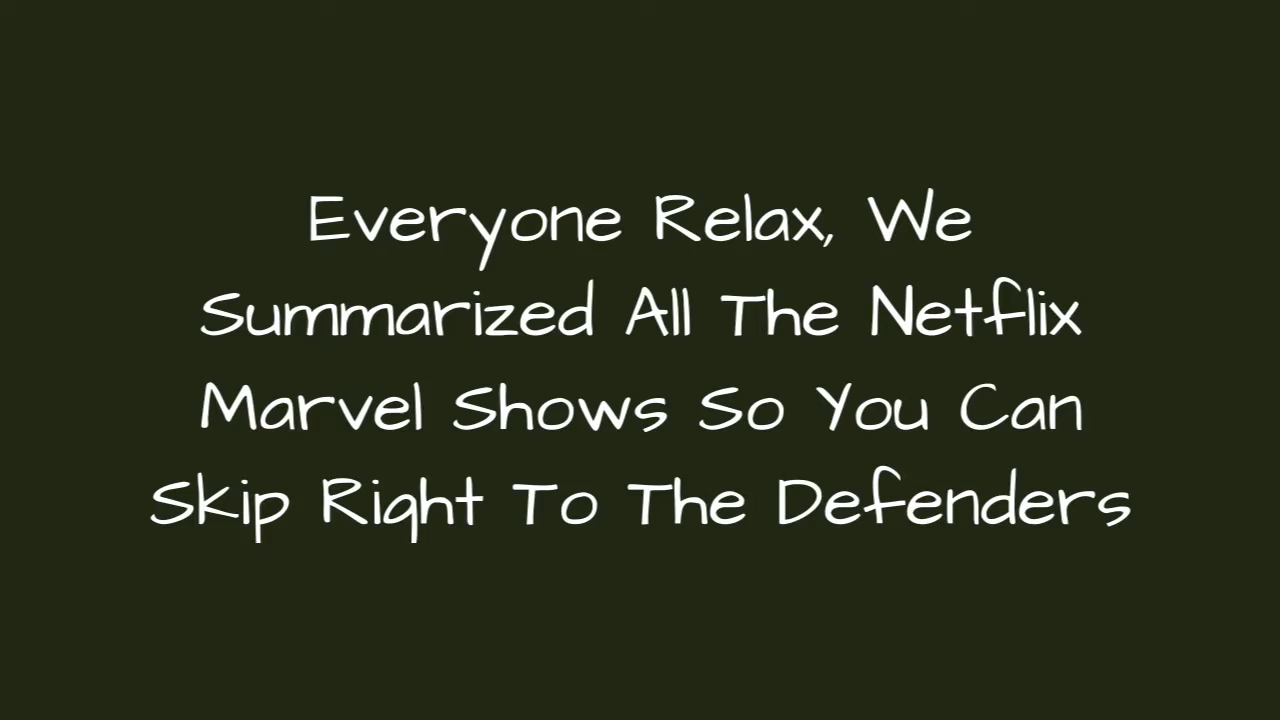 Everyone Relax, We
Summarized All The Netflix
Marvel Shows So You Can
Skip Right To The Defenders